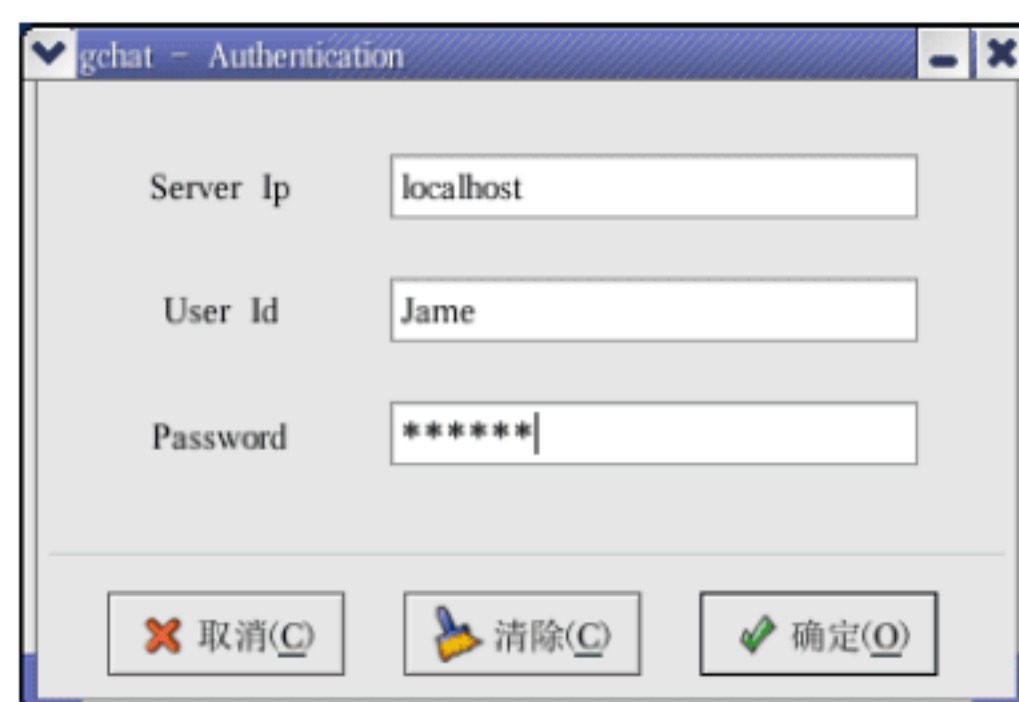 gchat - Authentication
Server Ip localhost
User Id Jame
Password ******
取消(C) 清除(C) 确定(O)